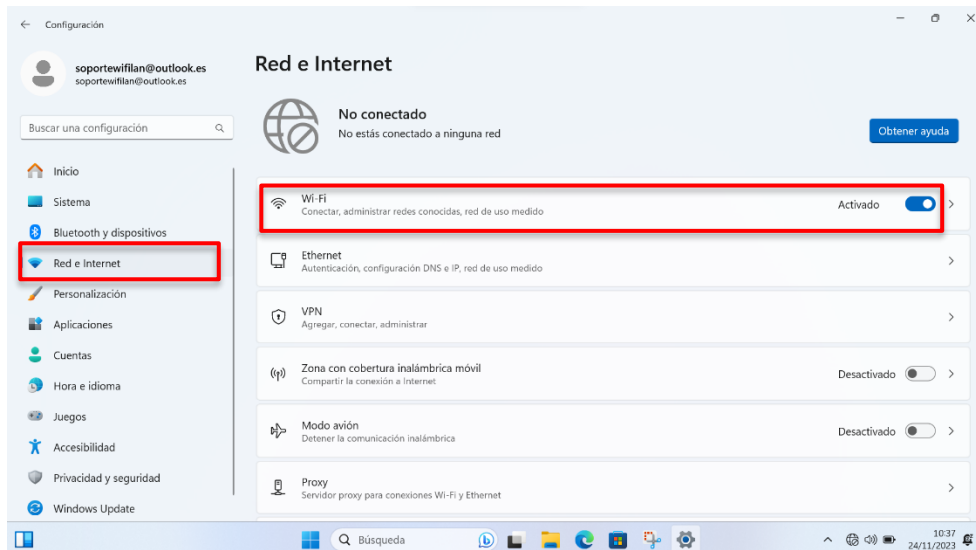 Configuración
soportewifilan@outlook.es
soportewifilan@outlook.es
Buscar una configuración
Inicio
Sistema
Bluetooth y dispositivos
Red e Internet
Personalización
Aplicaciones
Cuentas
Hora e idioma
Juegos
Accesibilidad
Privacidad y seguridad
Windows Update
Red e Internet
No conectado
No estás conectado a ninguna red
Obtener ayuda
Wi-Fi
Conectar, administrar redes conocidas, red de uso medido
Activado
Ethernet
Autenticación, configuración DNS e IP, red de uso medido
VPN
Agregar, conectar, administrar
Zona con cobertura inalámbrica móvil
Compartir la conexión a Internet
Desactivado
Modo avión
Detener la comunicación inalámbrica
Desactivado
Proxy
Servidor proxy para conexiones Wi-Fi y Ethernet
Búsqueda
10:37
24/11/2023